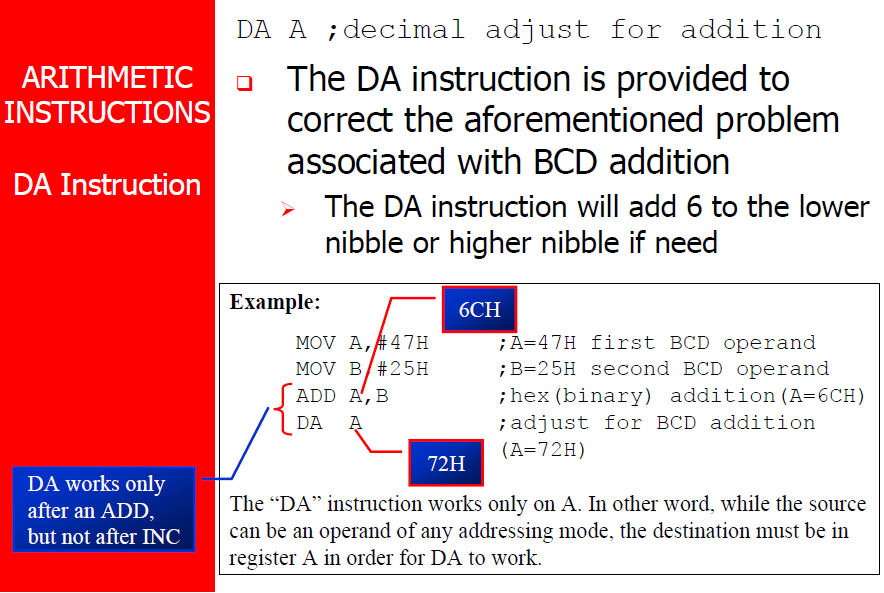 ARITHMETIC
INSTRUCTIONS
DA Instruction
DA A ;decimal adjust for addition
The DA instruction is provided to
correct the aforementioned problem
associated with BCD addition
The DA instruction will add 6 to the lower
nibble or higher nibble if need
Example:
6CH
MOV A,#47H ;A=47H first BCD operand
MOV B,#25H ;B=25H second BCD operand
ADD A,B ;hex(binary) addition(A=6CH)
DA A ;adjust for BCD addition
(A=72H)
72H
DA works only
after an ADD,
but not after INC
The “DA” instruction works only on A. In other word, while the source
can be an operand of any addressing mode, the destination must be in
register A in order for DA to work.